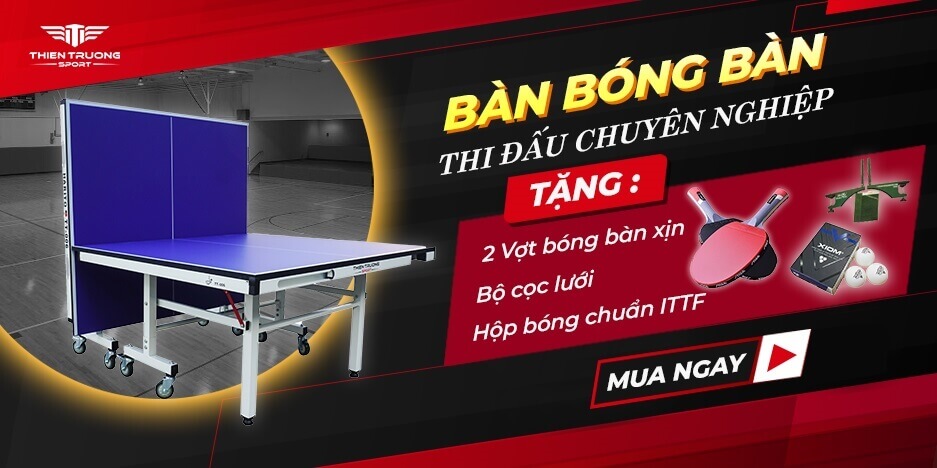 THIEN TRUONG
SPORT
BÀN BÓNG BÀN
THI ĐẤU CHUYÊN NGHIỆP
TẶNG :
2 Vợt bóng bàn xịn
Bộ cọc lưới
Hộp bóng chuẩn ITTF
XIOM
THIEN TRUONG
SPORT
MUA NGAY